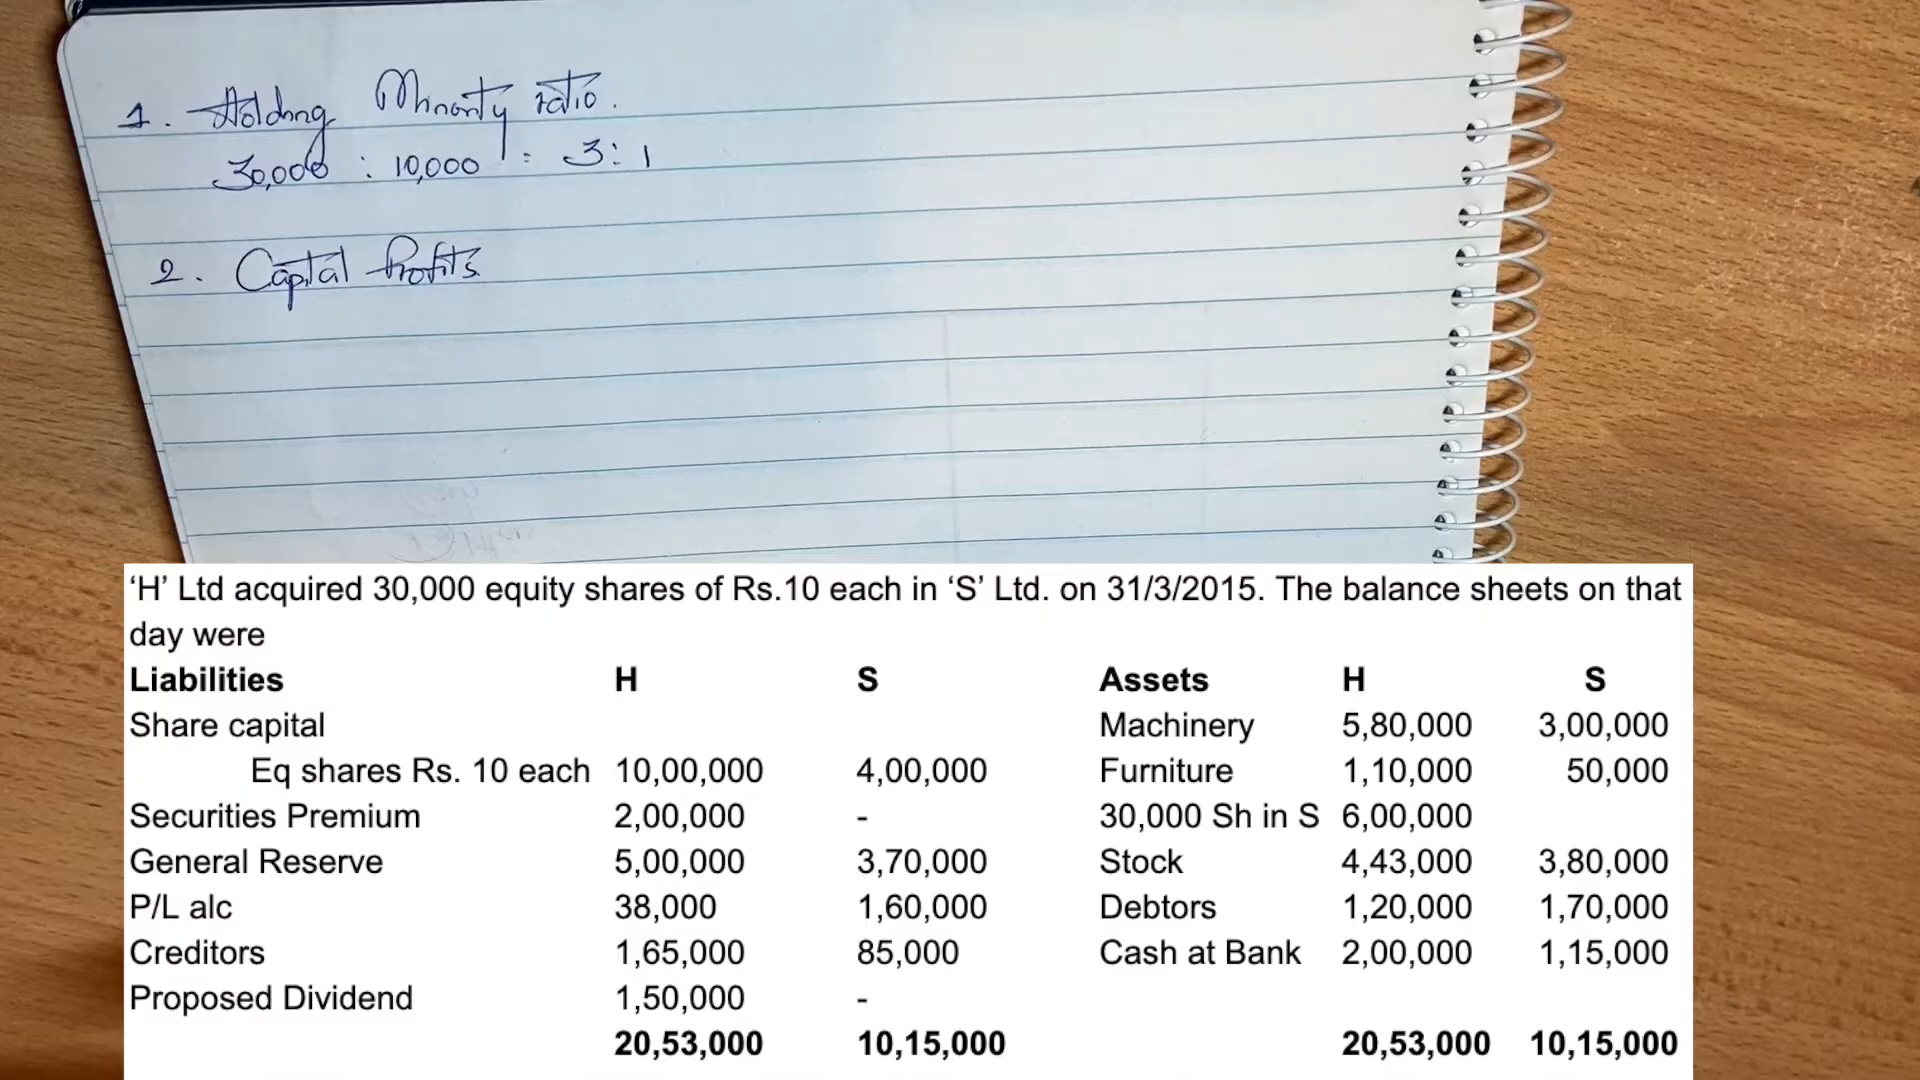 1. Holding Minority ratio.
30,000 : 10,000 = 3:1
2. Capital Profits
‘H’ Ltd acquired 30,000 equity shares of Rs.10 each in ‘S’ Ltd. on 31/3/2015. The balance sheets on that
day were
Liabilities H S Assets H S
Share capital Machinery 5,80,000 3,00,000
Eq shares Rs. 10 each 10,00,000 4,00,000 Furniture 1,10,000 50,000
Securities Premium 2,00,000 - 30,000 Sh in S 6,00,000
General Reserve 5,00,000 3,70,000 Stock 4,43,000 3,80,000
P/L alc 38,000 1,60,000 Debtors 1,20,000 1,70,000
Creditors 1,65,000 85,000 Cash at Bank 2,00,000 1,15,000
Proposed Dividend 1,50,000 -
20,53,000 10,15,000 20,53,000 10,15,000